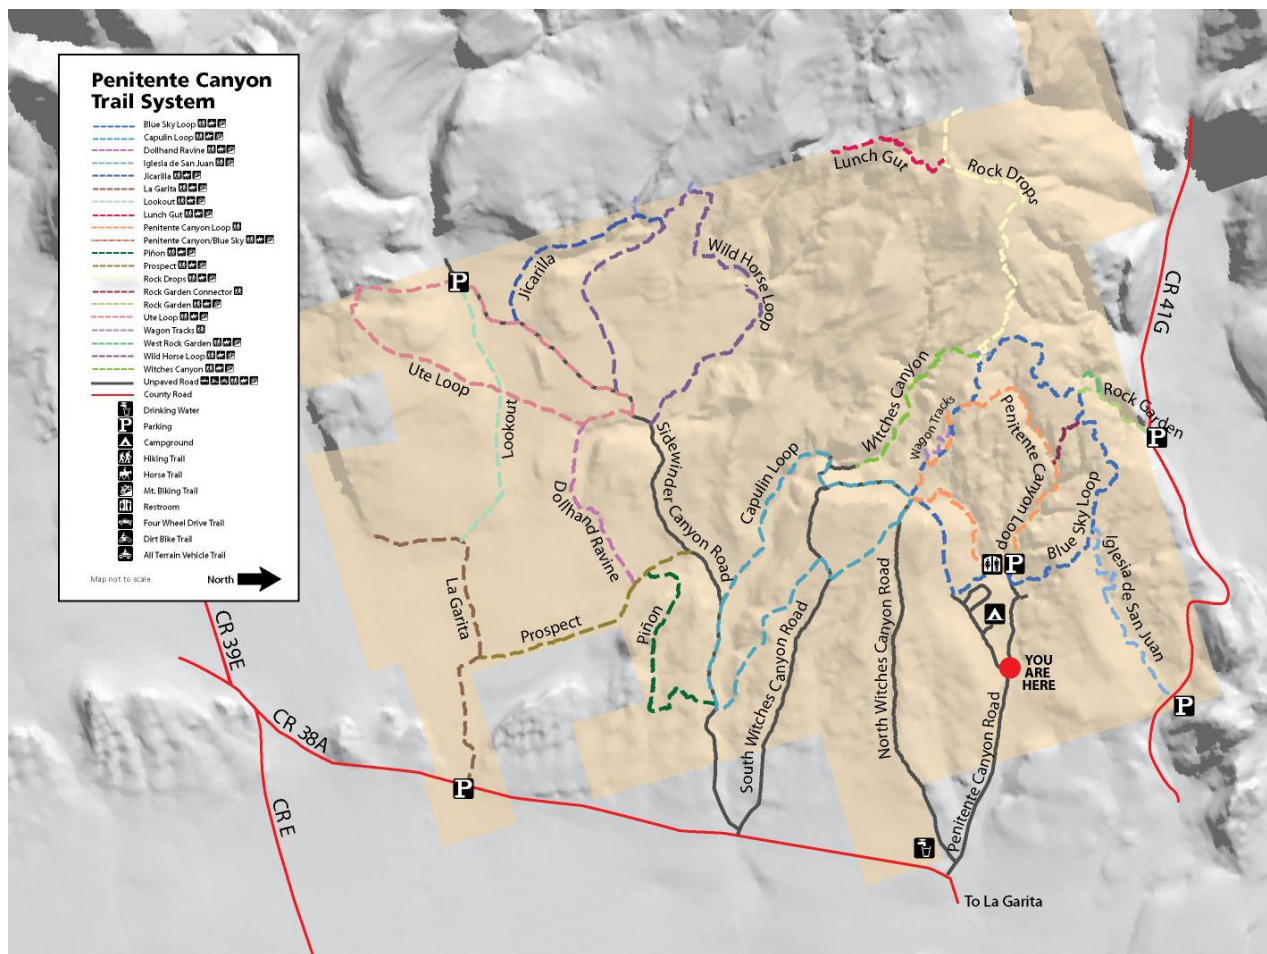 Penitente Canyon
Trail System
Blue Sky Loop
Capulin Loop
Dollhand Ravine
Iglesia de San Juan
Jicarilla
La Garita
Lookout
Lunch Gut
Penitente Canyon Loop
Penitente Canyon/Blue Sky
Piñon
Prospect
Rock Drops
Rock Garden Connector
Rock Garden
Ute Loop
Wagon Tracks
West Rock Garden
Wild Horse Loop
Witches Canyon
Unpaved Road
County Road
Drinking Water
P Parking
Campground
Hiking Trail
Horse Trail
Mt. Biking Trail
Restroom
Four Wheel Drive Trail
Dirt Bike Trail
All Terrain Vehicle Trail
Map not to scale.
North
Lunch Gut
Rock Drops
Wild Horse Loop
Jicarilla
P
CR 41G
Ute Loop
Lookout
Witches Canyon
Wagon Tracks
Penitente Canyon Loop
Rock Garden
P
Sidewinder Canyon Road
Capulin Loop
Dollhand Ravine
Blue Sky Loop
Iglesia de San Juan
P
La Garita
Prospect
Piñon
South Witches Canyon Road
North Witches Canyon Road
Penitente Canyon Road
YOU
ARE
HERE
P
CR 39E
CR 38A
CR E
P
To La Garita